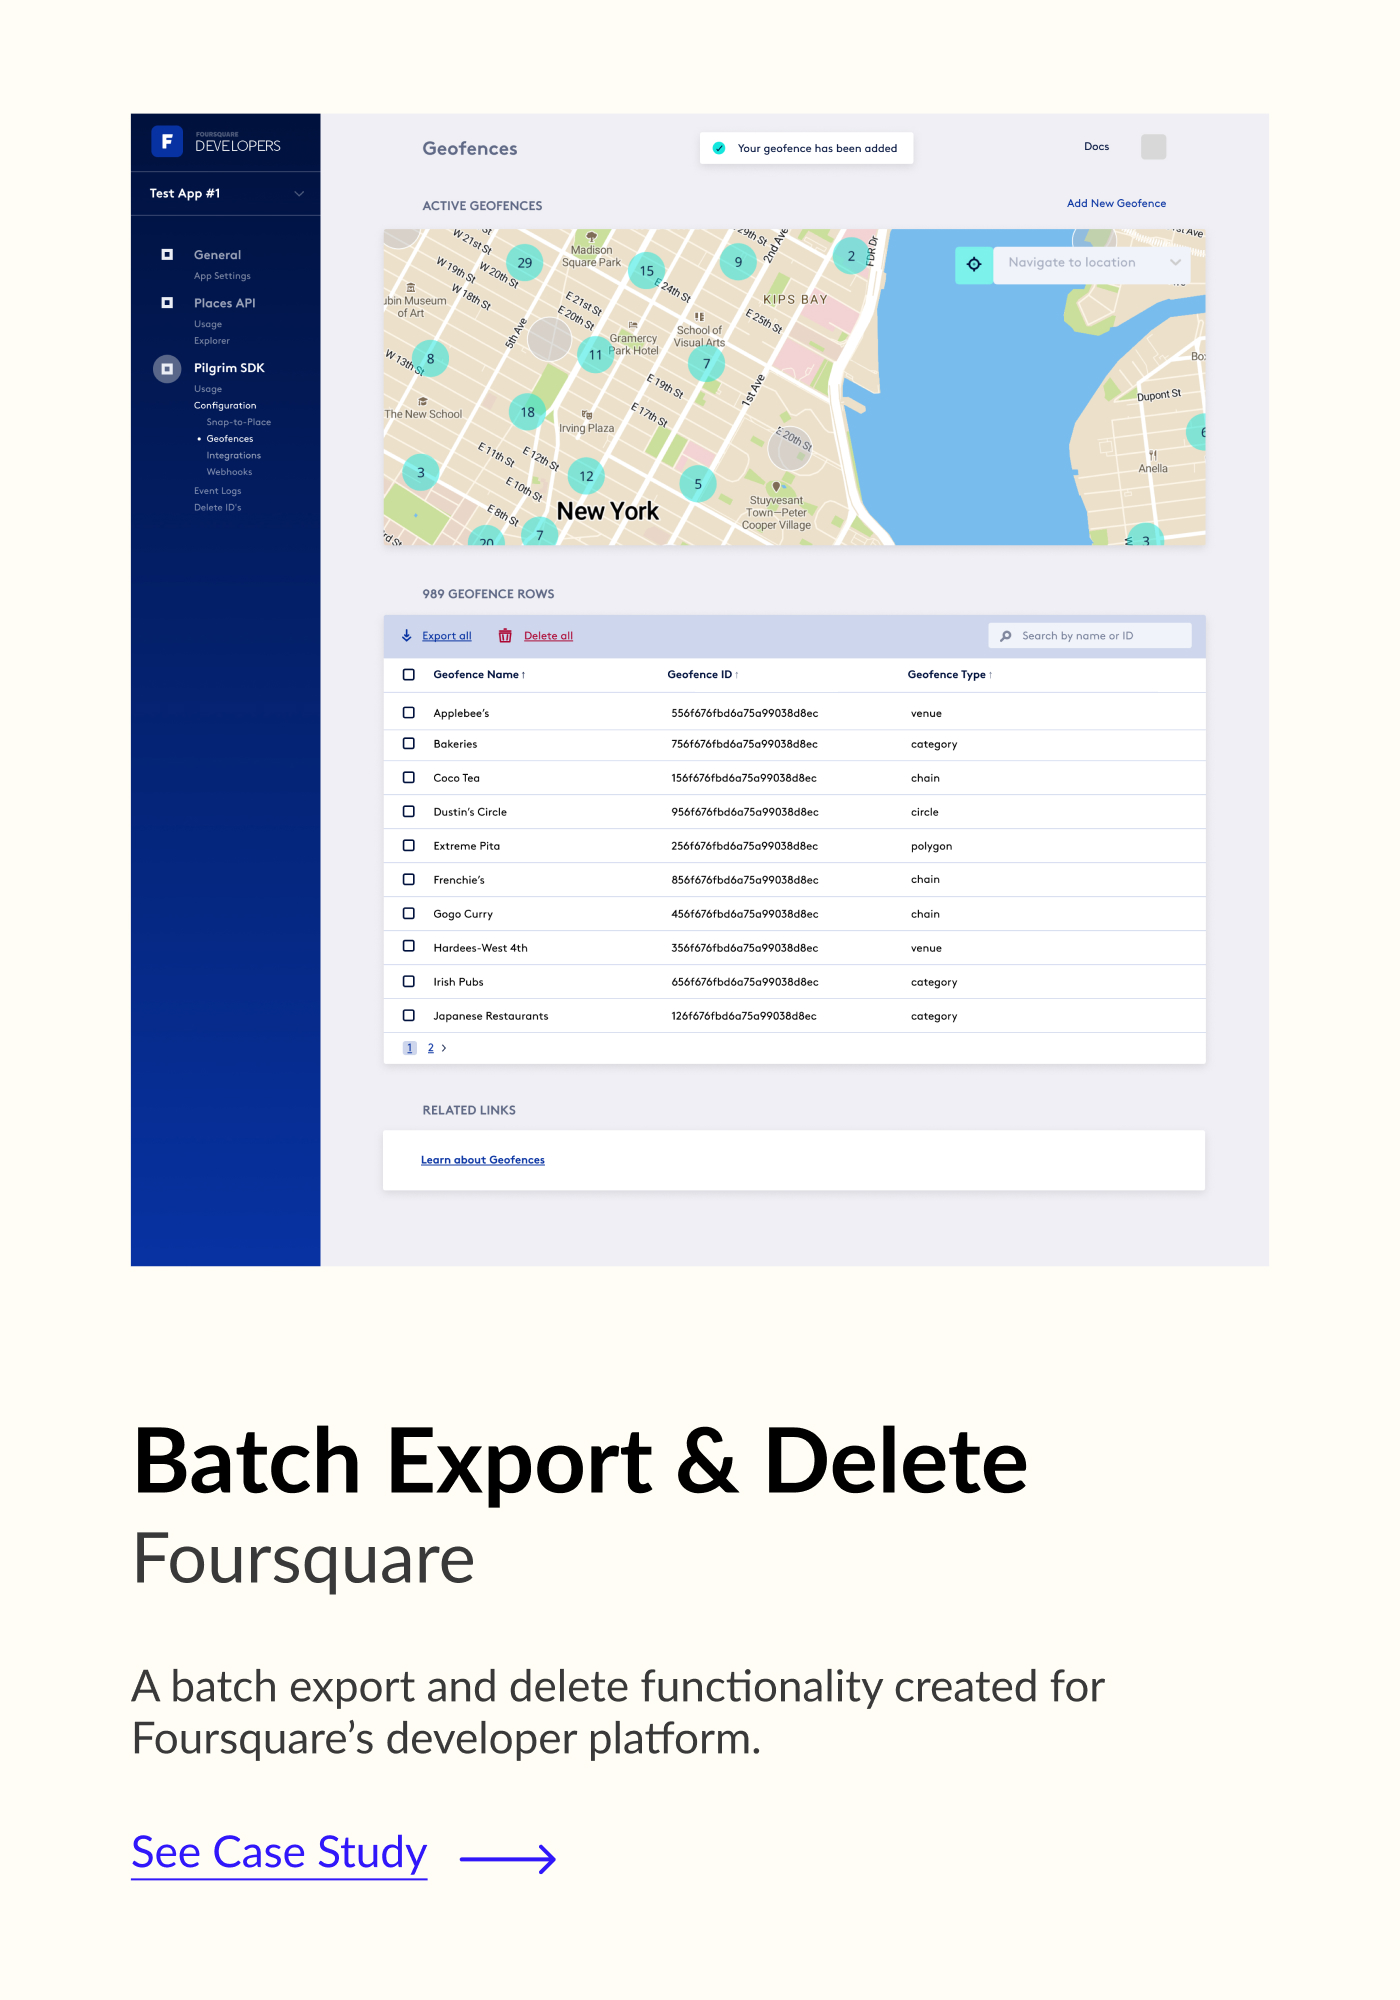 F
FOURSQUARE
DEVELOPERS
Test App #1
General
App Settings
Places API
Usage
Explorer
Pilgrim SDK
Usage
Configuration
Snap-to-Place
Geofences
Integrations
Webhooks
Event Logs
Delete ID's
Geofences
Your geofence has been added
Docs
ACTIVE GEOFENCES
Add New Geofence
Navigate to location
W 21st St
29
Madison
Square Park
15
9
29th St
2nd Ave
2
FDR Dr
1st Ave
W 19th St
W 20th St
W 18th St
E 24th St
KIPS BAY
ubin Museum
of Art
E 21st St
E 20th St
E 25th St
5th Ave
Gramercy
Park Hotel
School of
Visual Arts
W 13th St
8
11
7
E 19th St
1st Ave
Dupont St
The New School
18
Irving Plaza
E 17th St
E 20th St
E 11th St
E 12th St
Anella
3
12
5
E 10th St
Stuyvesant
Town—Peter
Cooper Village
New York
E 8th St
rd St
20
7
3
989 GEOFENCE ROWS
Export all
Delete all
Search by name or ID
Geofence Name ↑ Geofence ID ↑ Geofence Type ↑
Applebee's 556f676fbd6a75a99038d8ec venue
Bakeries 756f676fbd6a75a99038d8ec category
Coco Tea 156f676fbd6a75a99038d8ec chain
Dustin's Circle 956f676fbd6a75a99038d8ec circle
Extreme Pita 256f676fbd6a75a99038d8ec polygon
Frenchie's 856f676fbd6a75a99038d8ec chain
Gogo Curry 456f676fbd6a75a99038d8ec chain
Hardees-West 4th 356f676fbd6a75a99038d8ec venue
Irish Pubs 656f676fbd6a75a99038d8ec category
Japanese Restaurants 126f676fbd6a75a99038d8ec category
1 2 >
RELATED LINKS
Learn about Geofences
Batch Export & Delete
Foursquare
A batch export and delete functionality created for
Foursquare’s developer platform.
See Case Study